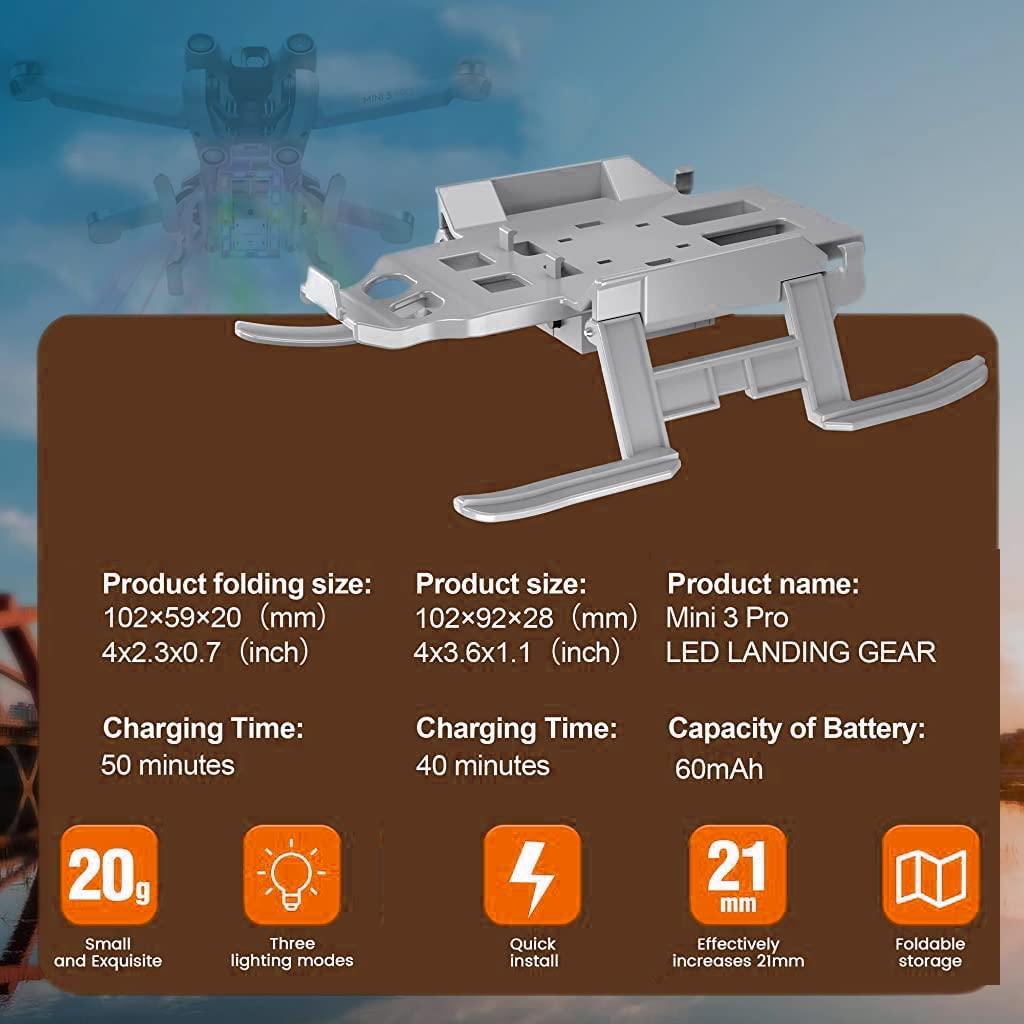 MINI 3 PRO
Product folding size:
102×59×20（mm）
4x2.3x0.7（inch）
Product size:
102×92×28（mm）
4x3.6x1.1（inch）
Product name:
Mini 3 Pro
LED LANDING GEAR
Charging Time:
50 minutes
Charging Time:
40 minutes
Capacity of Battery:
60mAh
20g
Small
and Exquisite
Three
lighting modes
Quick
install
21
mm
Effectively
increases 21mm
Foldable
storage